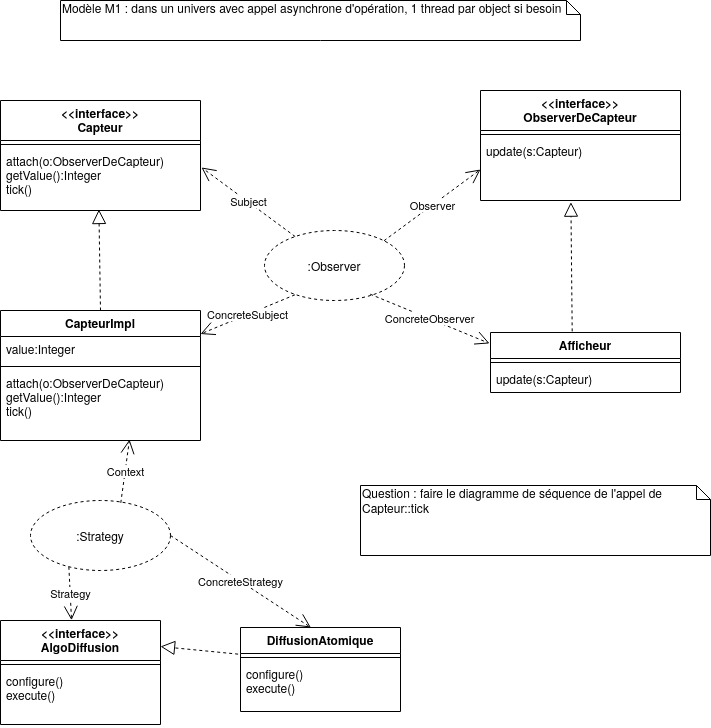 Modèle M1 : dans un univers avec appel asynchrone d'opération, 1 thread par object si besoin
<<interface>>
Capteur
attach(o:ObserverDeCapteur)
getValue():Integer
tick()
<<interface>>
ObserverDeCapteur
update(s:Capteur)
Subject
Observer
:Observer
ConcreteSubject
ConcreteObserver
CapteurImpl
value:Integer
attach(o:ObserverDeCapteur)
getValue():Integer
tick()
Afficheur
update(s:Capteur)
Context
:Strategy
Question : faire le diagramme de séquence de l'appel de
Capteur::tick
ConcreteStrategy
Strategy
<<interface>>
AlgoDiffusion
configure()
execute()
DiffusionAtomique
configure()
execute()